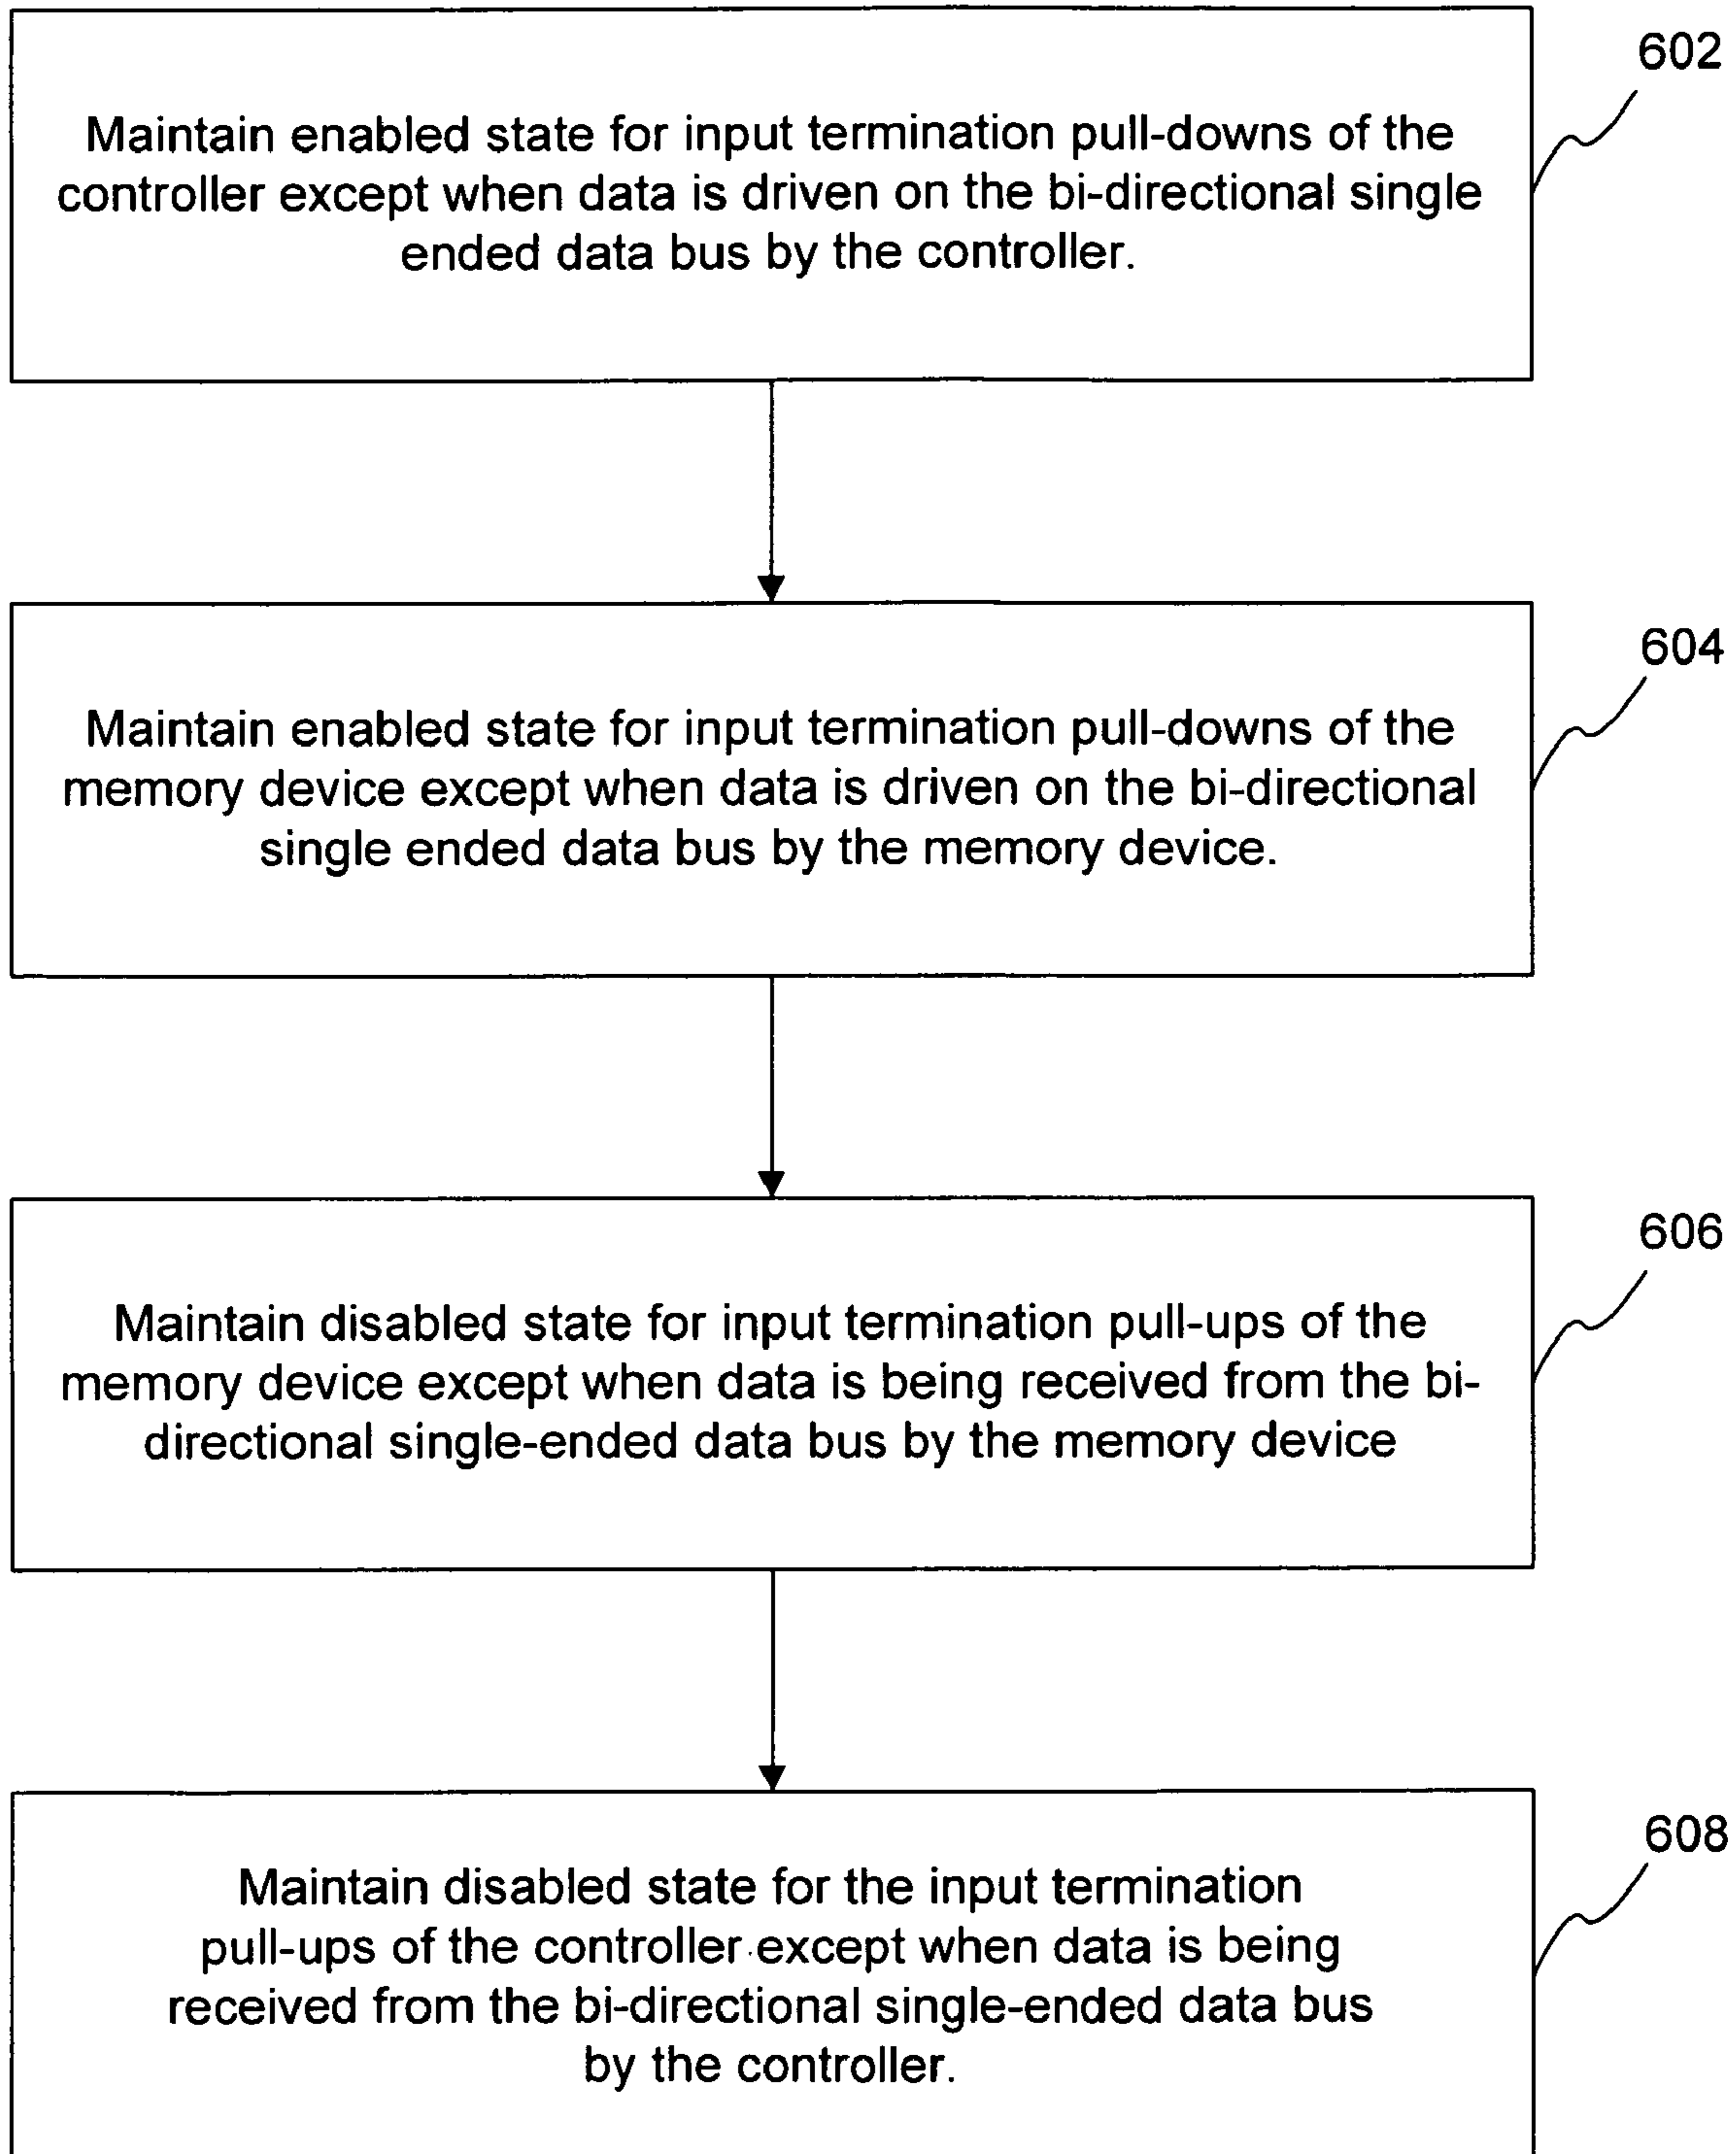 602
Maintain enabled state for input termination pull-downs of the
controller except when data is driven on the bi-directional single
ended data bus by the controller.
604
Maintain enabled state for input termination pull-downs of the
memory device except when data is driven on the bi-directional
single ended data bus by the memory device.
606
Maintain disabled state for input termination pull-ups of the
memory device except when data is being received from the bi-
directional single-ended data bus by the memory device
608
Maintain disabled state for the input termination
pull-ups of the controller except when data is being
received from the bi-directional single-ended data bus
by the controller.